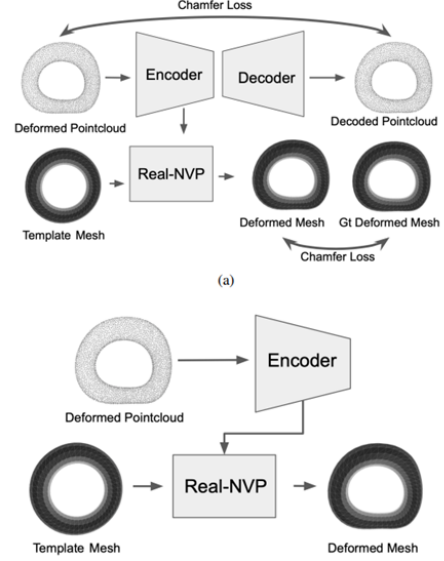 Chamfer Loss
Encoder
Decoder
Deformed Pointcloud
Decoded Pointcloud
Real-NVP
Template Mesh
Deformed Mesh
Gt Deformed Mesh
Chamfer Loss
(a)
Encoder
Deformed Pointcloud
Real-NVP
Template Mesh
Deformed Mesh